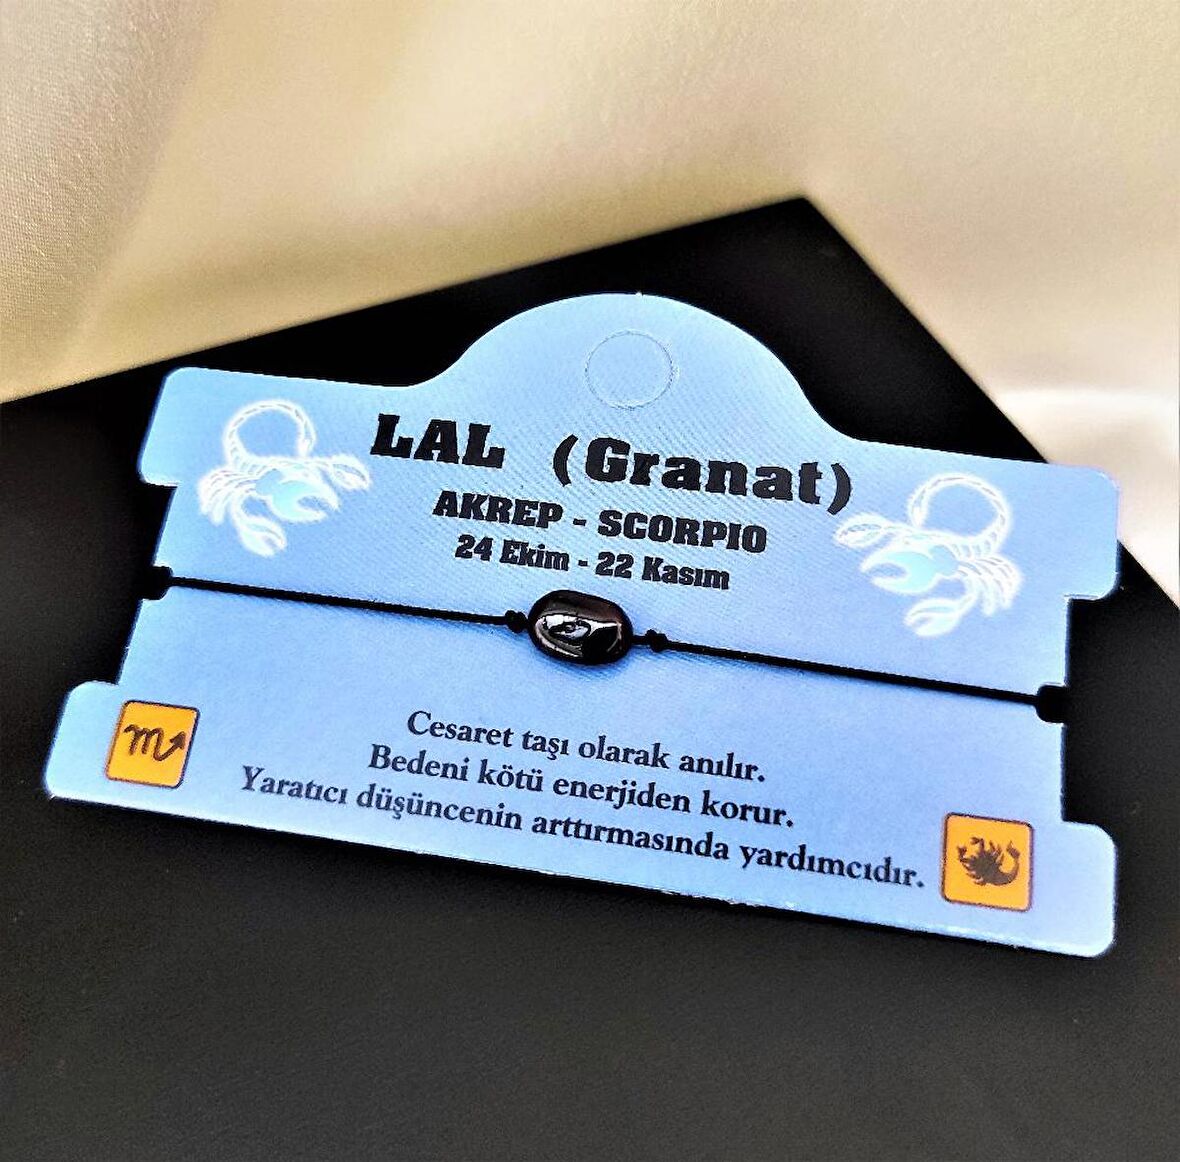 LAL (Granat)
AKREP - SCORPIO
24 Ekim - 22 Kasım
Cesaret taşı olarak anılır.
Bedeni kötü enerjiden korur.
Yaratıcı düşüncenin arttırmasında yardımcıdır.